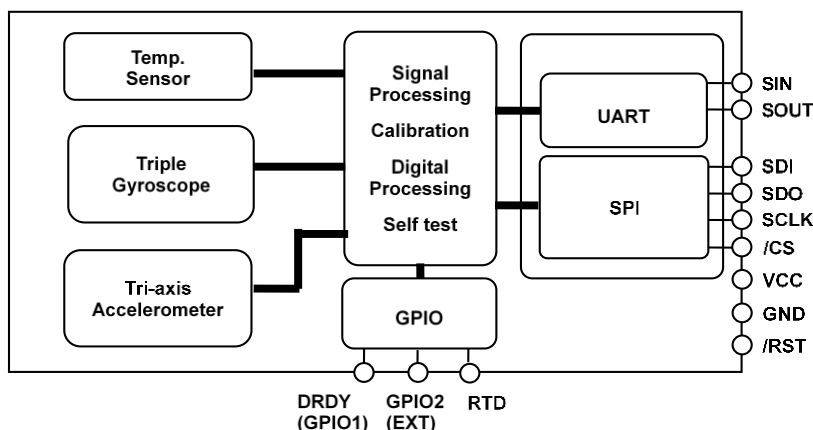 Temp.
Sensor
Triple
Gyroscope
Tri-axis
Accelerometer
Signal
Processing
Calibration
Digital
Processing
Self test
GPIO
UART
SPI
SIN
SOUT
SDI
SDO
SCLK
/CS
VCC
GND
/RST
DRDY
(GPIO1)
GPIO2
(EXT)
RTD